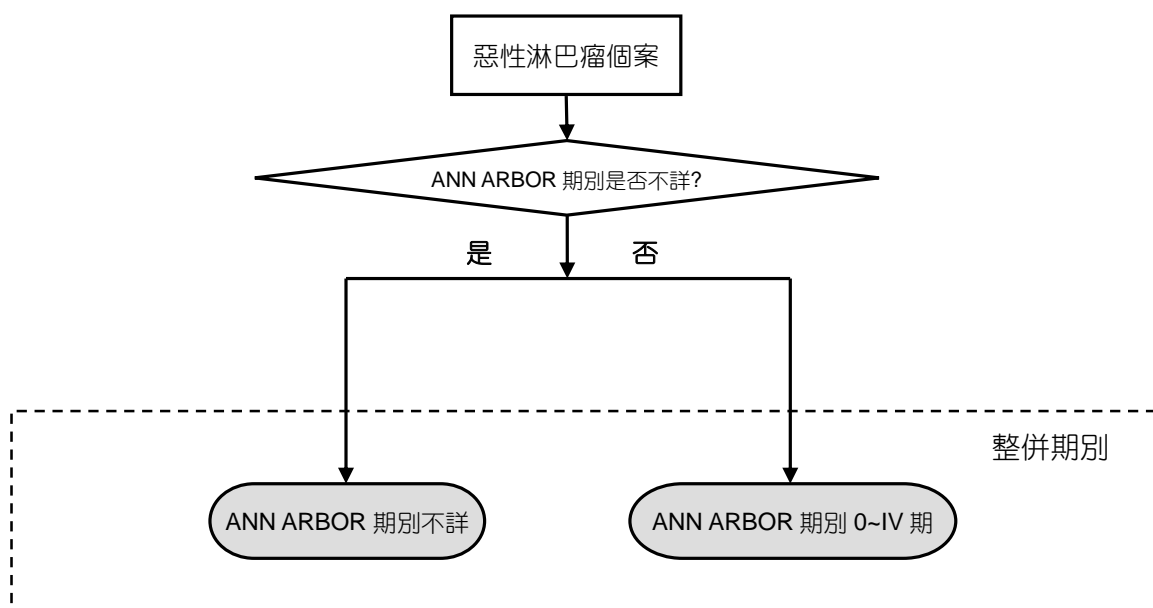 惡性淋巴瘤個案
ANN ARBOR 期別是否不詳?
是 否
整併期別
ANN ARBOR 期別不詳
ANN ARBOR 期別 0~IV 期